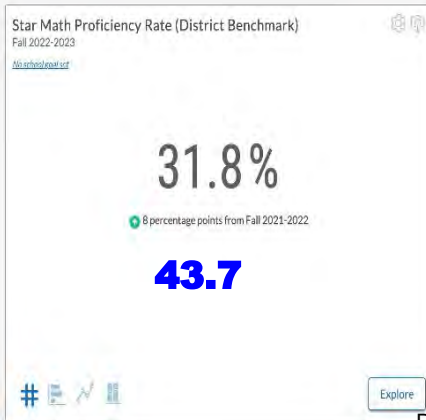 Star Math Proficiency Rate (District Benchmark)
Fall 2022-2023
No school goal set
31.8%
8 percentage points from Fall 2021-2022
43.7
Explore